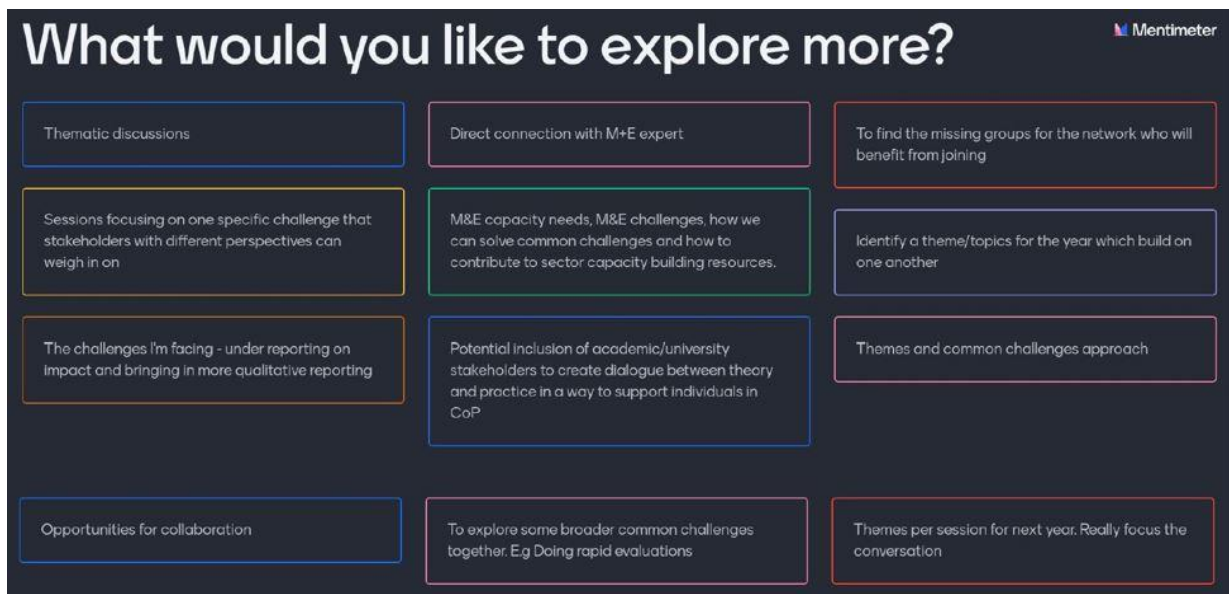 What would you like to explore more?
Mentimeter
Thematic discussions
Direct connection with M+E expert
To find the missing groups for the network who will
benefit from joining
Sessions focusing on one specific challenge that
stakeholders with different perspectives can
weigh in on
M&E capacity needs, M&E challenges, how we
can solve common challenges and how to
contribute to sector capacity building resources.
Identify a theme/topics for the year which build on
one another
The challenges I'm facing - under reporting on
impact and bringing in more qualitative reporting
Potential inclusion of academic/university
stakeholders to create dialogue between theory
and practice in a way to support individuals in
CoP
Themes and common challenges approach
Opportunities for collaboration
To explore some broader common challenges
together. E.g Doing rapid evaluations
Themes per session for next year. Really focus the
conversation